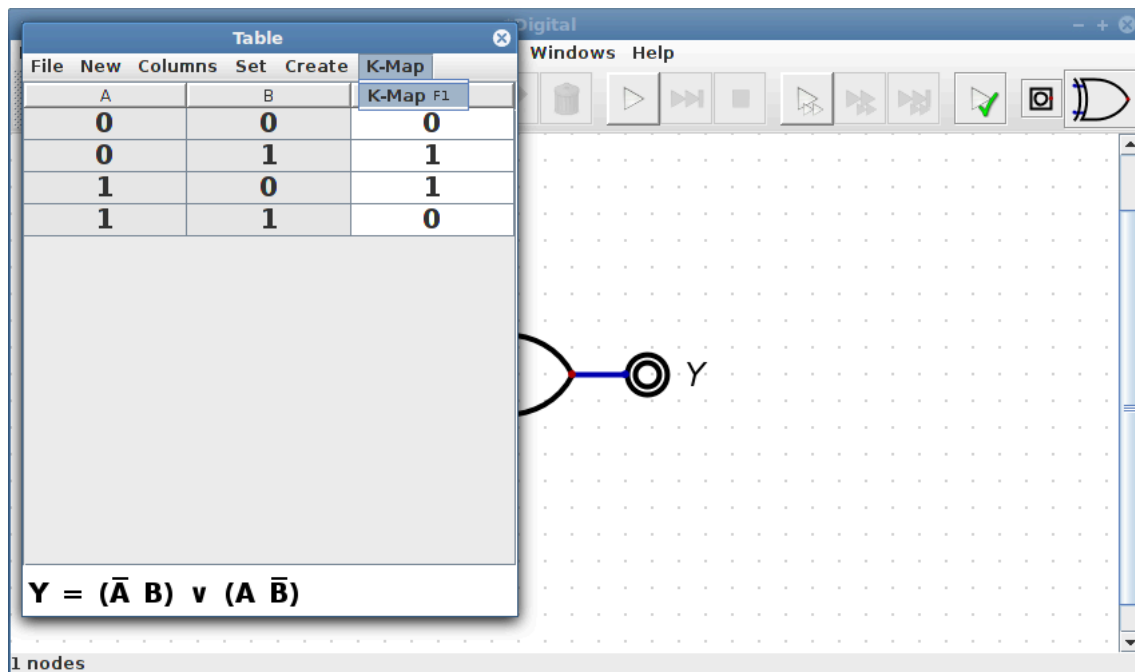 Digital
Table
Windows Help
File New Columns Set Create K-Map
A B
K-Map F1
0 0 0
0 1 1
1 0 1
1 1 0
Y
Y = (A̅ B) ∨ (A B̅)
1 nodes